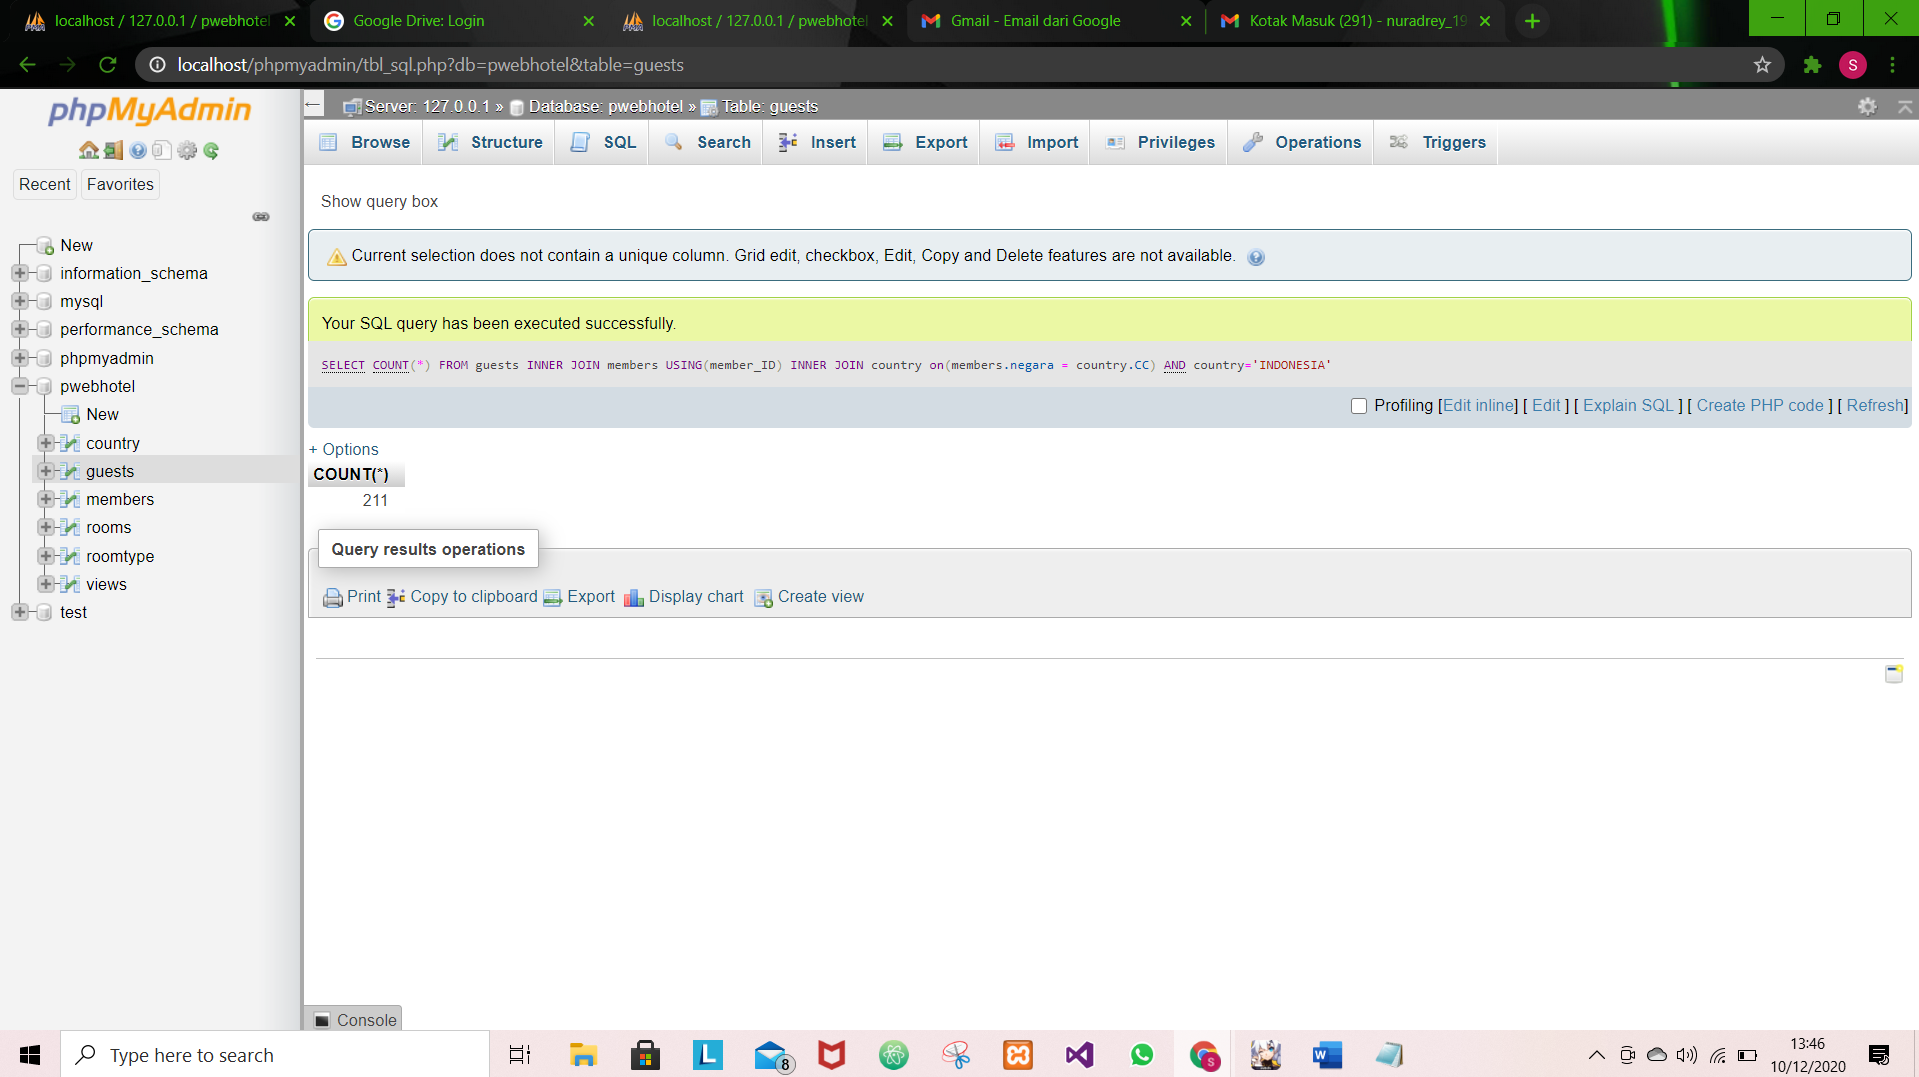 localhost / 127.0.0.1 / pwebhotel
Google Drive: Login
localhost / 127.0.0.1 / pwebhotel
Gmail - Email dari Google
Kotak Masuk (291) - nuradrey_19
localhost/phpmyadmin/tbl_sql.php?db=pwebhotel&table=guests
S
phpMyAdmin
Recent
Favorites
New
information_schema
mysql
performance_schema
phpmyadmin
pwebhotel
New
country
guests
members
rooms
roomtype
views
test
Server: 127.0.0.1 » Database: pwebhotel » Table: guests
Browse
Structure
SQL
Search
Insert
Export
Import
Privileges
Operations
Triggers
Show query box
Current selection does not contain a unique column. Grid edit, checkbox, Edit, Copy and Delete features are not available.
Your SQL query has been executed successfully.
SELECT COUNT(*) FROM guests INNER JOIN members USING(member_ID) INNER JOIN country on(members.negara = country.CC) AND country='INDONESIA'
Profiling [Edit inline] [ Edit ] [ Explain SQL ] [ Create PHP code ] [ Refresh]
+ Options
COUNT(*)
211
Query results operations
Print
Copy to clipboard
Export
Display chart
Create view
Console
Type here to search
L
8
S
13:46
10/12/2020